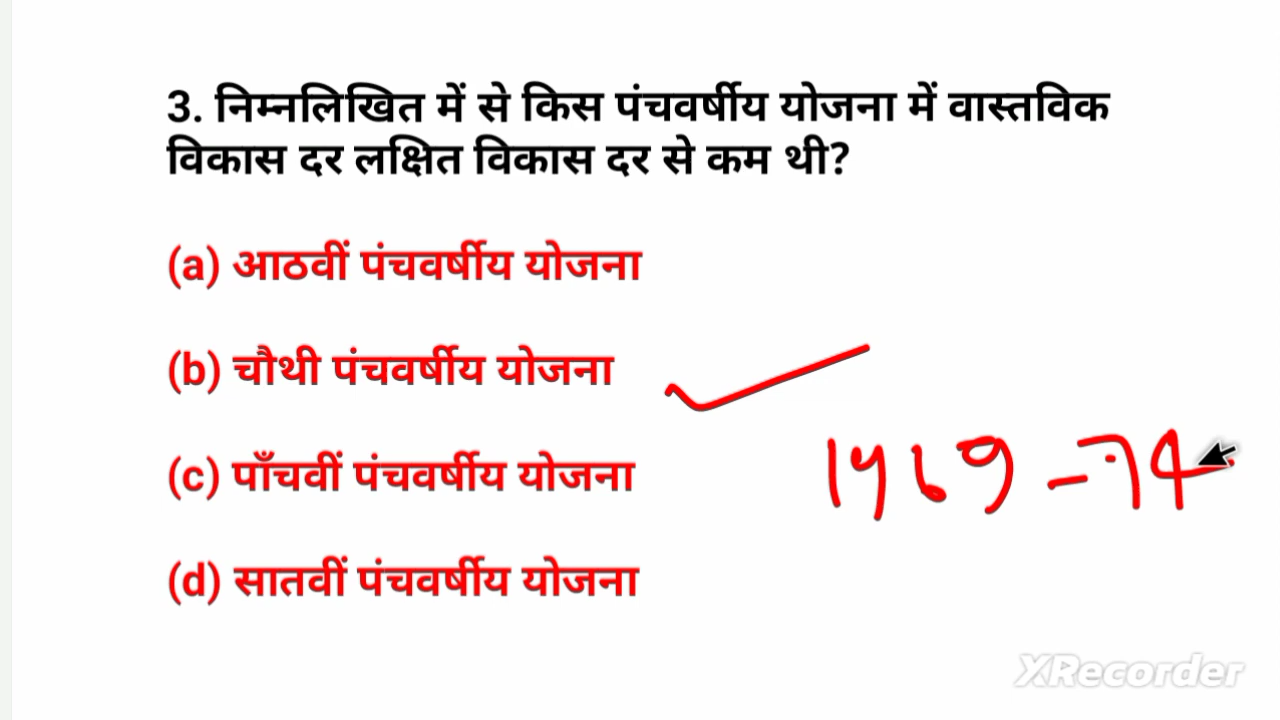 3. निम्नलिखित में से किस पंचवर्षीय योजना में वास्तविक
विकास दर लक्षित विकास दर से कम थी?
(a) आठवीं पंचवर्षीय योजना
(b) चौथी पंचवर्षीय योजना
(c) पाँचवीं पंचवर्षीय योजना
(d) सातवीं पंचवर्षीय योजना
1969-74
XRecorder